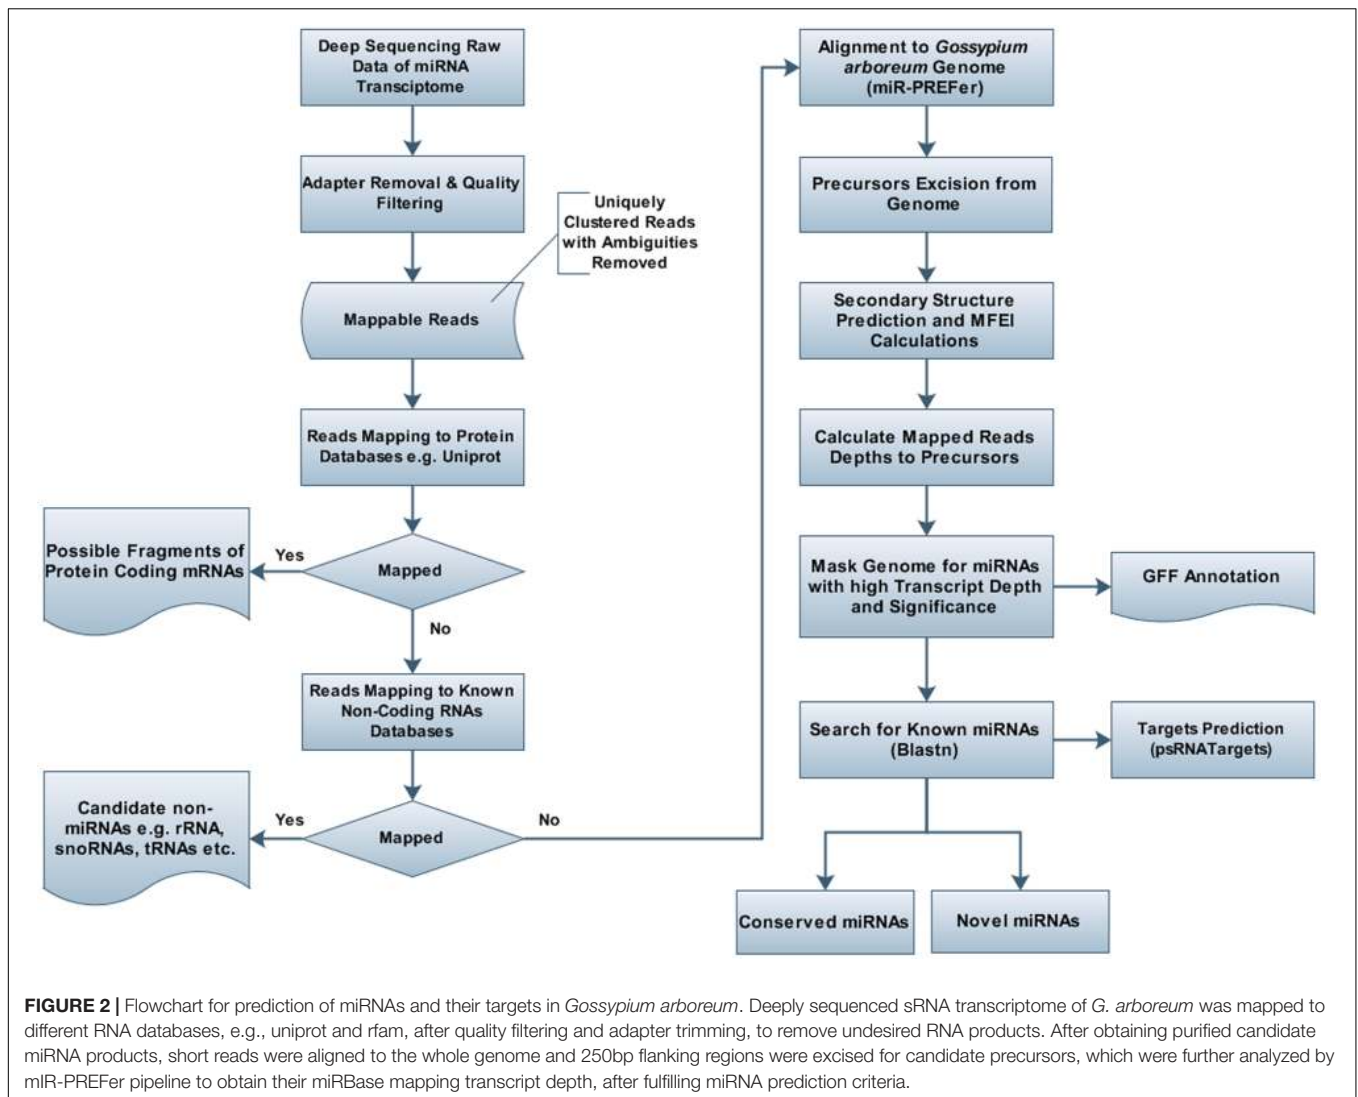 Deep Sequencing Raw
Data of miRNA
Transciptome
Adapter Removal & Quality
Filtering
Uniquely
Clustered Reads
with Ambiguities
Removed
Mappable Reads
Reads Mapping to Protein
Databases e.g. Uniprot
Mapped
Yes
Possible Fragments of
Protein Coding mRNAs
No
Reads Mapping to Known
Non-Coding RNAs
Databases
Mapped
Yes
Candidate non-
miRNAs e.g. rRNA,
snoRNAs, tRNAs etc.
No
Alignment to Gossypium
arboreum Genome
(miR-PREFer)
Precursors Excision from
Genome
Secondary Structure
Prediction and MFEI
Calculations
Calculate Mapped Reads
Depths to Precursors
Mask Genome for miRNAs
with high Transcript Depth
and Significance
GFF Annotation
Search for Known miRNAs
(Blastn)
Targets Prediction
(psRNATargets)
Conserved miRNAs
Novel miRNAs
FIGURE 2 | Flowchart for prediction of miRNAs and their targets in Gossypium arboreum. Deeply sequenced sRNA transcriptome of G. arboreum was mapped to
different RNA databases, e.g., uniprot and rfam, after quality filtering and adapter trimming, to remove undesired RNA products. After obtaining purified candidate
miRNA products, short reads were aligned to the whole genome and 250bp flanking regions were excised for candidate precursors, which were further analyzed by
mIR-PREFer pipeline to obtain their miRBase mapping transcript depth, after fulfilling miRNA prediction criteria.